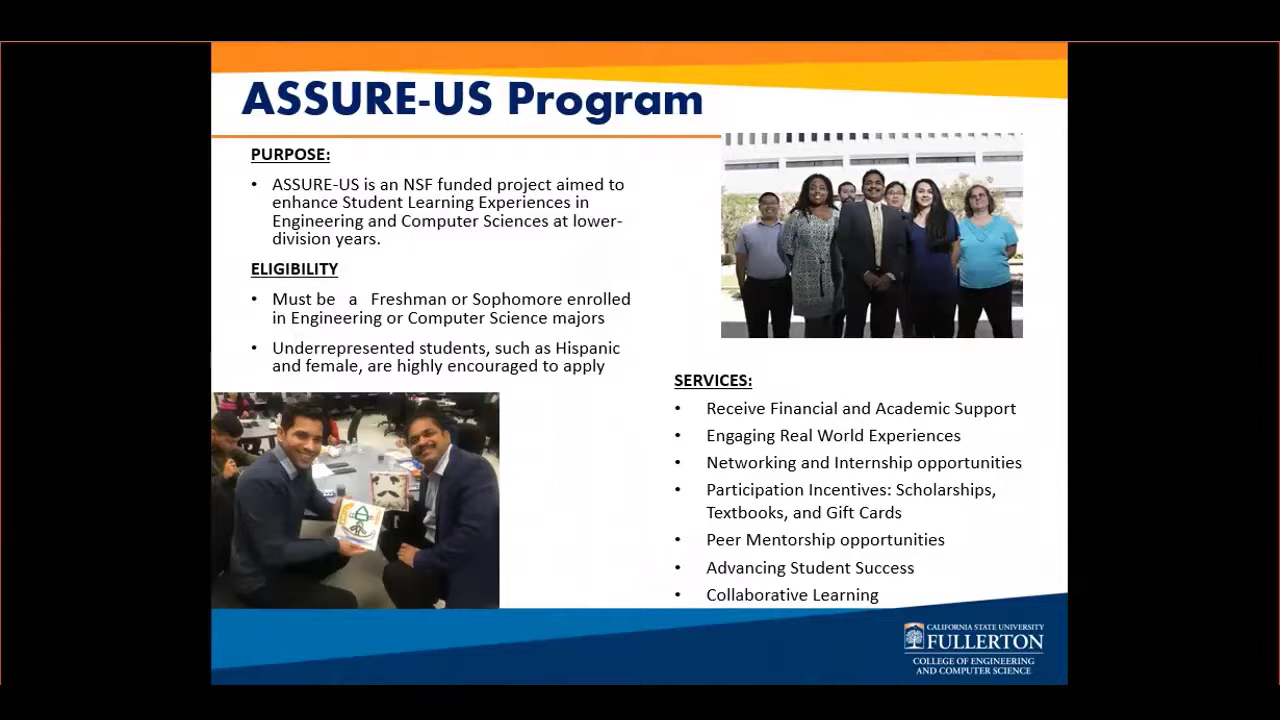 ASSURE-US Program
PURPOSE:
• ASSURE-US is an NSF funded project aimed to
enhance Student Learning Experiences in
Engineering and Computer Sciences at lower-
division years.
ELIGIBILITY
• Must be a Freshman or Sophomore enrolled
in Engineering or Computer Science majors
• Underrepresented students, such as Hispanic
and female, are highly encouraged to apply
SERVICES:
• Receive Financial and Academic Support
• Engaging Real World Experiences
• Networking and Internship opportunities
• Participation Incentives: Scholarships,
Textbooks, and Gift Cards
• Peer Mentorship opportunities
• Advancing Student Success
• Collaborative Learning
CALIFORNIA STATE UNIVERSITY
FULLERTON
COLLEGE OF ENGINEERING
AND COMPUTER SCIENCE